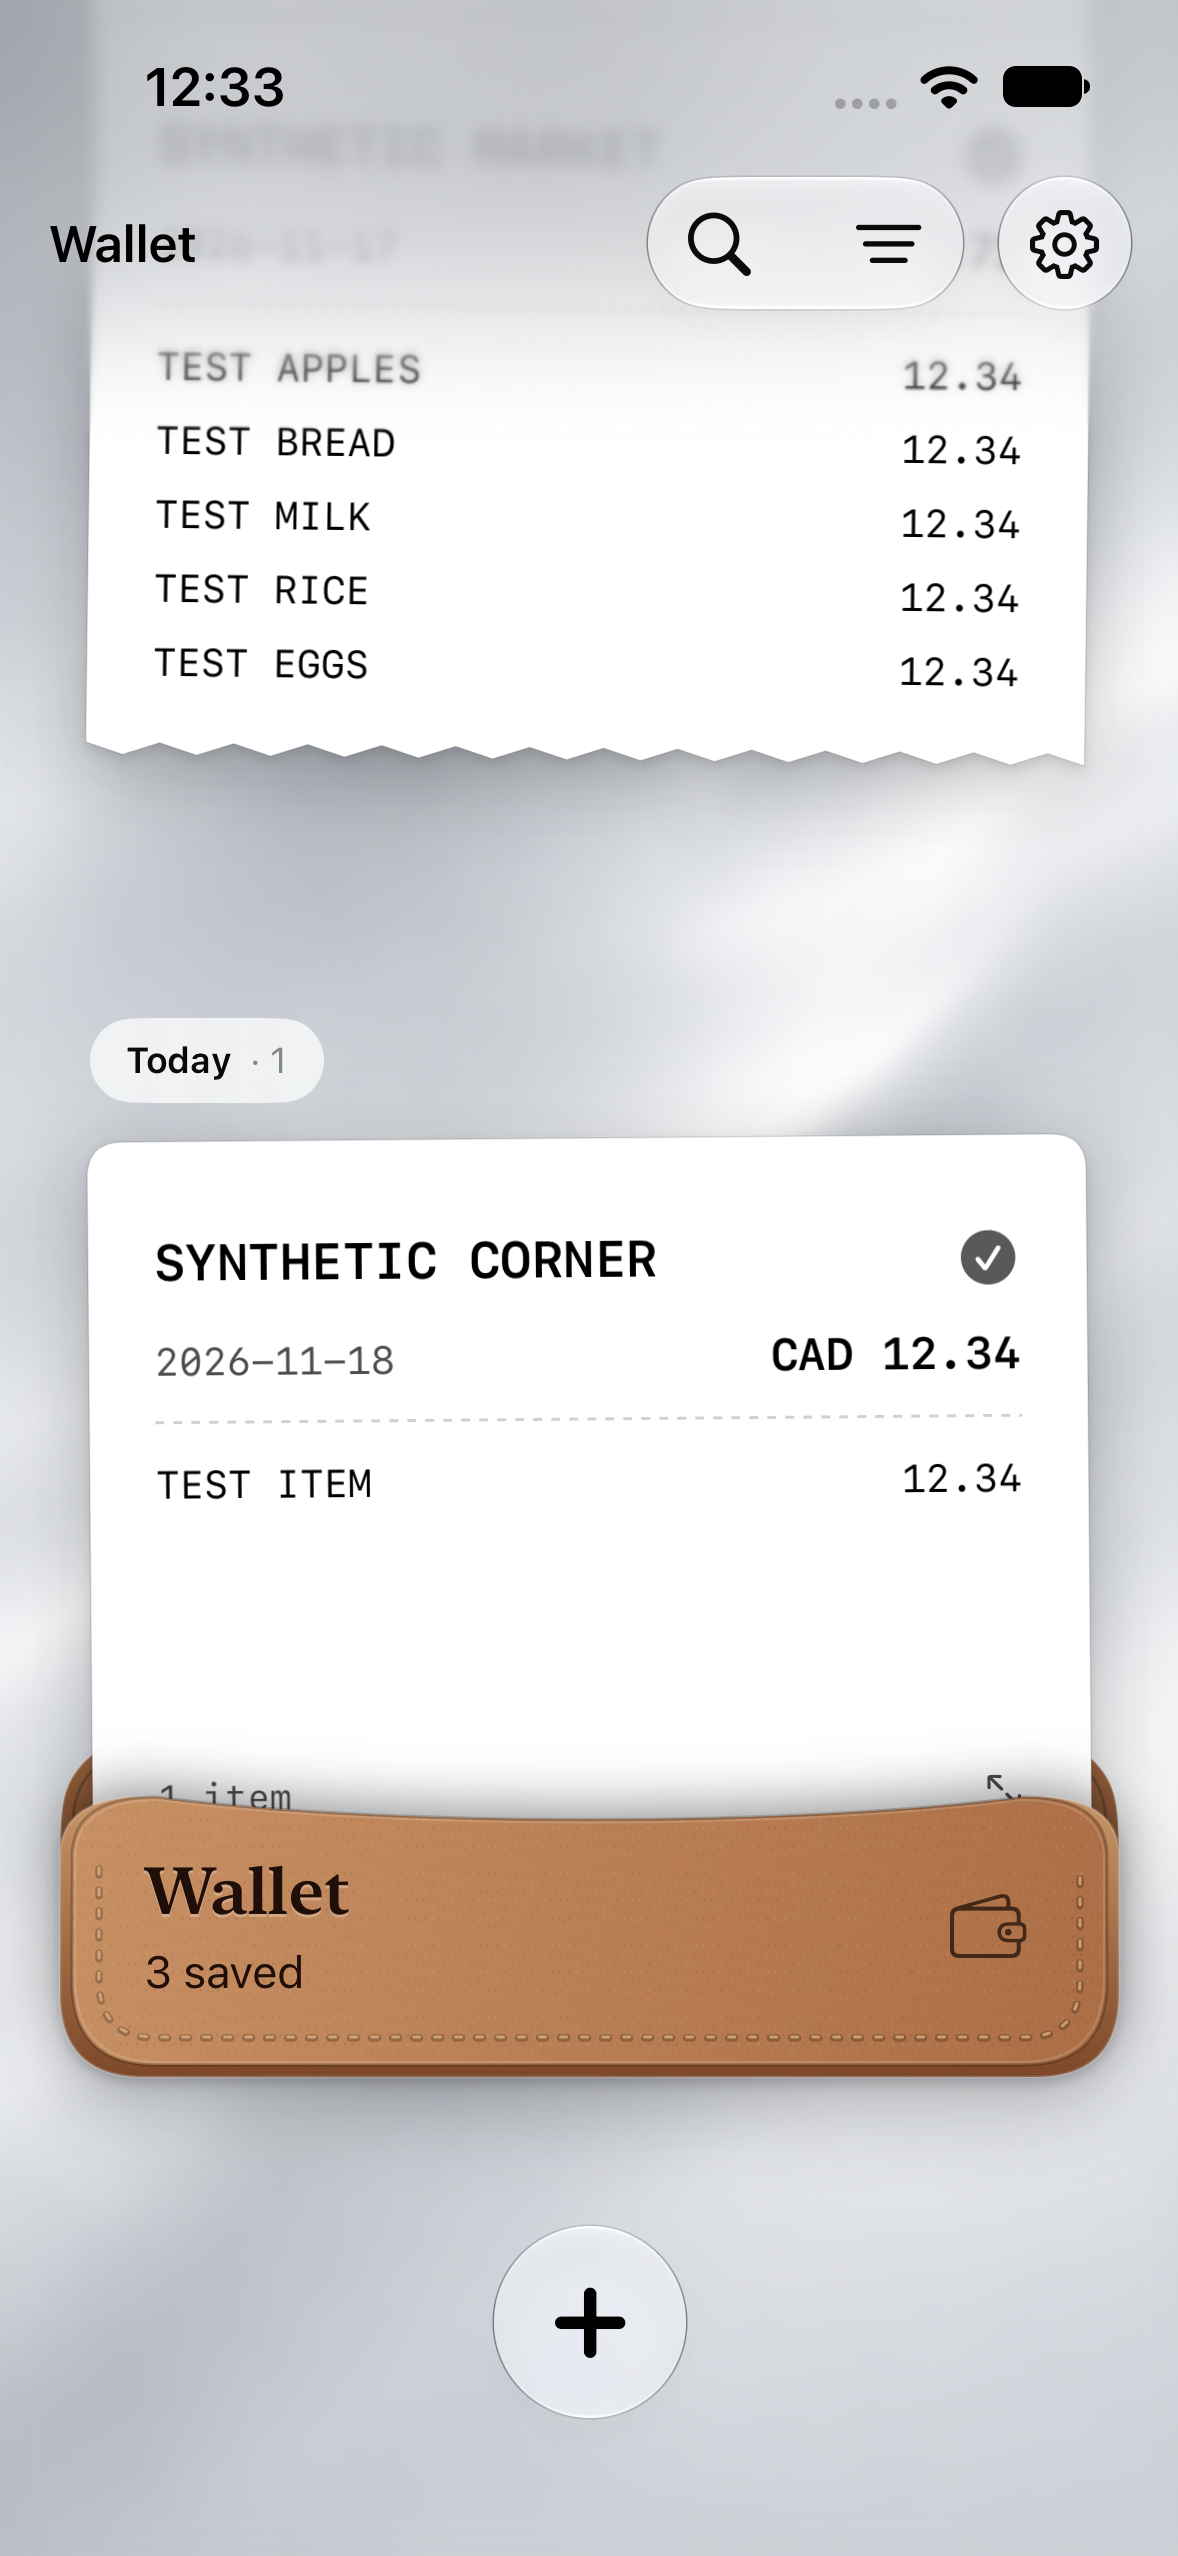 12:33
SYNTHETIC MARKET
Wallet
TEST APPLES 12.34
TEST BREAD 12.34
TEST MILK 12.34
TEST RICE 12.34
TEST EGGS 12.34
Today · 1
SYNTHETIC CORNER
2026-11-18 CAD 12.34
TEST ITEM 12.34
1 item
Wallet
3 saved